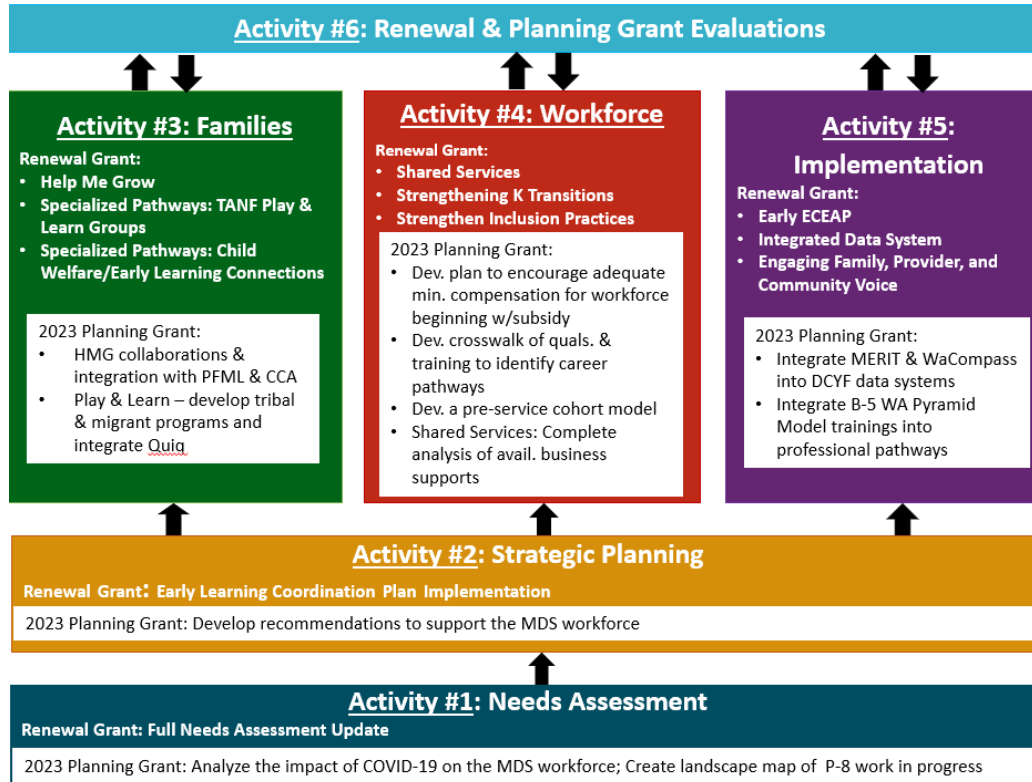 Activity #6: Renewal & Planning Grant Evaluations
Activity #3: Families
Renewal Grant:
• Help Me Grow
• Specialized Pathways: TANF Play &
Learn Groups
• Specialized Pathways: Child
Welfare/Early Learning Connections
2023 Planning Grant:
• HMG collaborations &
integration with PFML & CCA
• Play & Learn – develop tribal
& migrant programs and
integrate Quiq
Activity #4: Workforce
Renewal Grant:
• Shared Services
• Strengthening K Transitions
• Strengthen Inclusion Practices
2023 Planning Grant:
• Dev. plan to encourage adequate
min. compensation for workforce
beginning w/subsidy
• Dev. crosswalk of quals. &
training to identify career
pathways
• Dev. a pre-service cohort model
• Shared Services: Complete
analysis of avail. business
supports
Activity #5:
Implementation
Renewal Grant:
• Early ECEAP
• Integrated Data System
• Engaging Family, Provider, and
Community Voice
2023 Planning Grant:
• Integrate MERIT & WaCompass
into DCYF data systems
• Integrate B-5 WA Pyramid
Model trainings into
professional pathways
Activity #2: Strategic Planning
Renewal Grant: Early Learning Coordination Plan Implementation
2023 Planning Grant: Develop recommendations to support the MDS workforce
Activity #1: Needs Assessment
Renewal Grant: Full Needs Assessment Update
2023 Planning Grant: Analyze the impact of COVID-19 on the MDS workforce; Create landscape map of P-8 work in progress